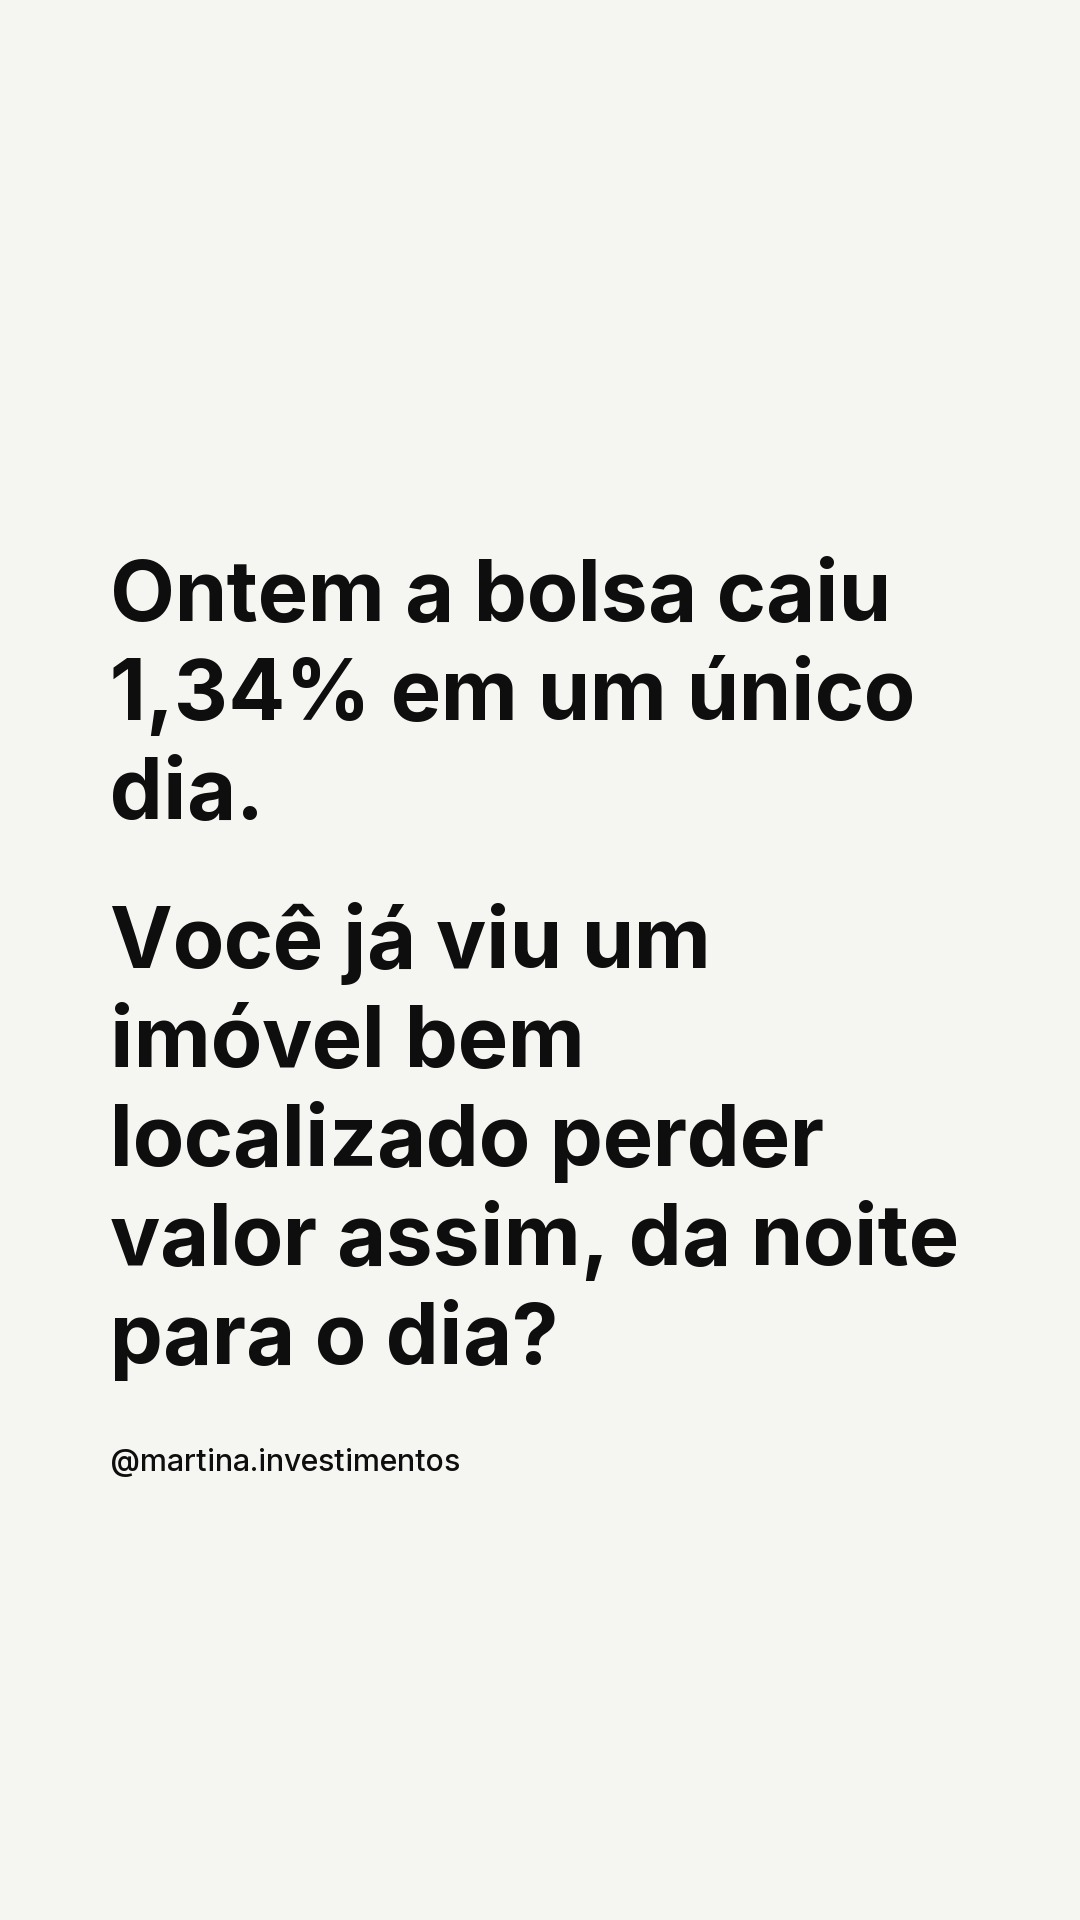 Ontem a bolsa caiu
1,34% em um único
dia.
Você já viu um
imóvel bem
localizado perder
valor assim, da noite
para o dia?
@martina.investimentos